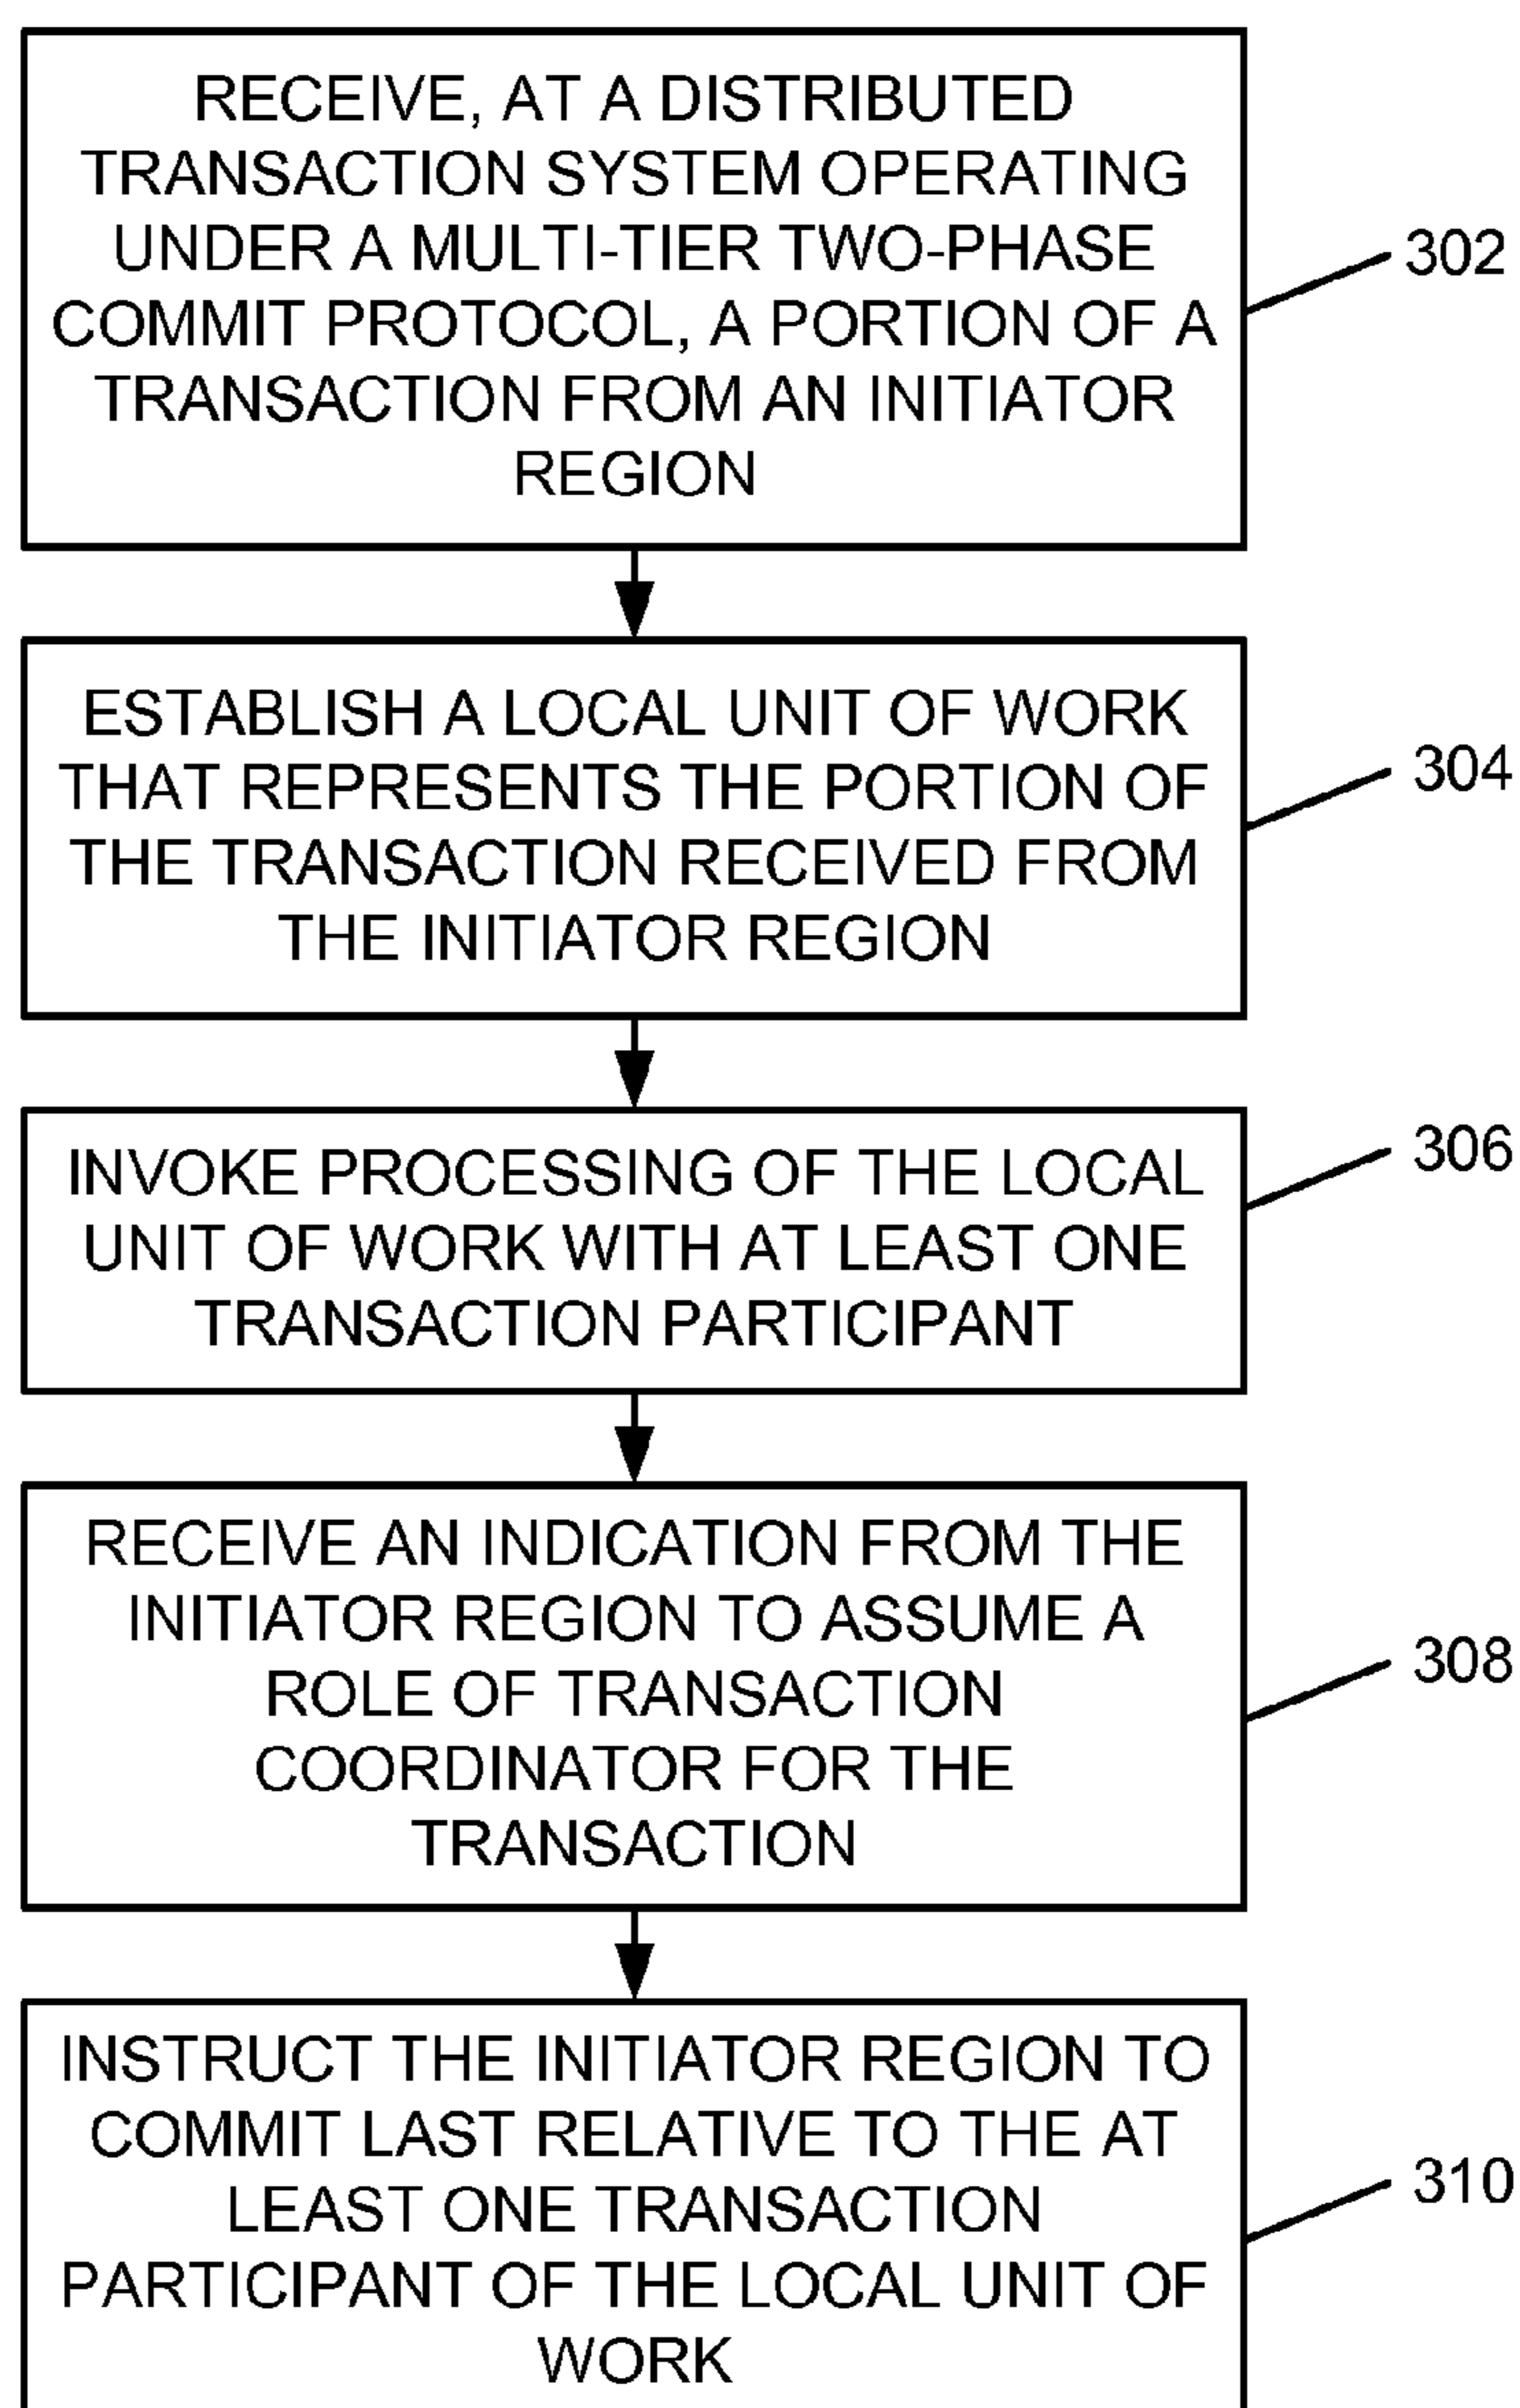 RECEIVE, AT A DISTRIBUTED
TRANSACTION SYSTEM OPERATING
UNDER A MULTI-TIER TWO-PHASE
COMMIT PROTOCOL, A PORTION OF A
TRANSACTION FROM AN INITIATOR
REGION
302
ESTABLISH A LOCAL UNIT OF WORK
THAT REPRESENTS THE PORTION OF
THE TRANSACTION RECEIVED FROM
THE INITIATOR REGION
304
INVOKE PROCESSING OF THE LOCAL
UNIT OF WORK WITH AT LEAST ONE
TRANSACTION PARTICIPANT
306
RECEIVE AN INDICATION FROM THE
INITIATOR REGION TO ASSUME A
ROLE OF TRANSACTION
COORDINATOR FOR THE
TRANSACTION
308
INSTRUCT THE INITIATOR REGION TO
COMMIT LAST RELATIVE TO THE AT
LEAST ONE TRANSACTION
PARTICIPANT OF THE LOCAL UNIT OF
WORK
310